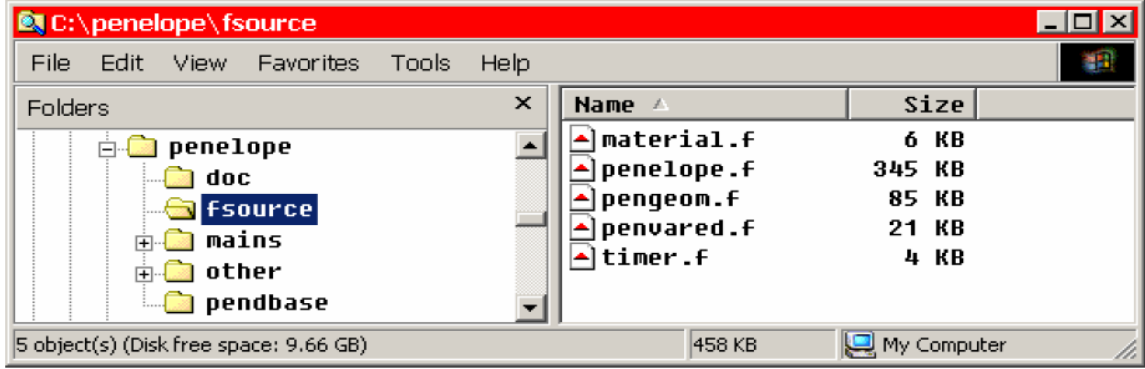 C:\penelope\fsource
File Edit View Favorites Tools Help
Folders ×
penelope
doc
fsource
mains
other
pendbase
Name Size
material.f 6 KB
penelope.f 345 KB
pengeom.f 85 KB
penvared.f 21 KB
timer.f 4 KB
5 object(s) (Disk free space: 9.66 GB) 458 KB My Computer